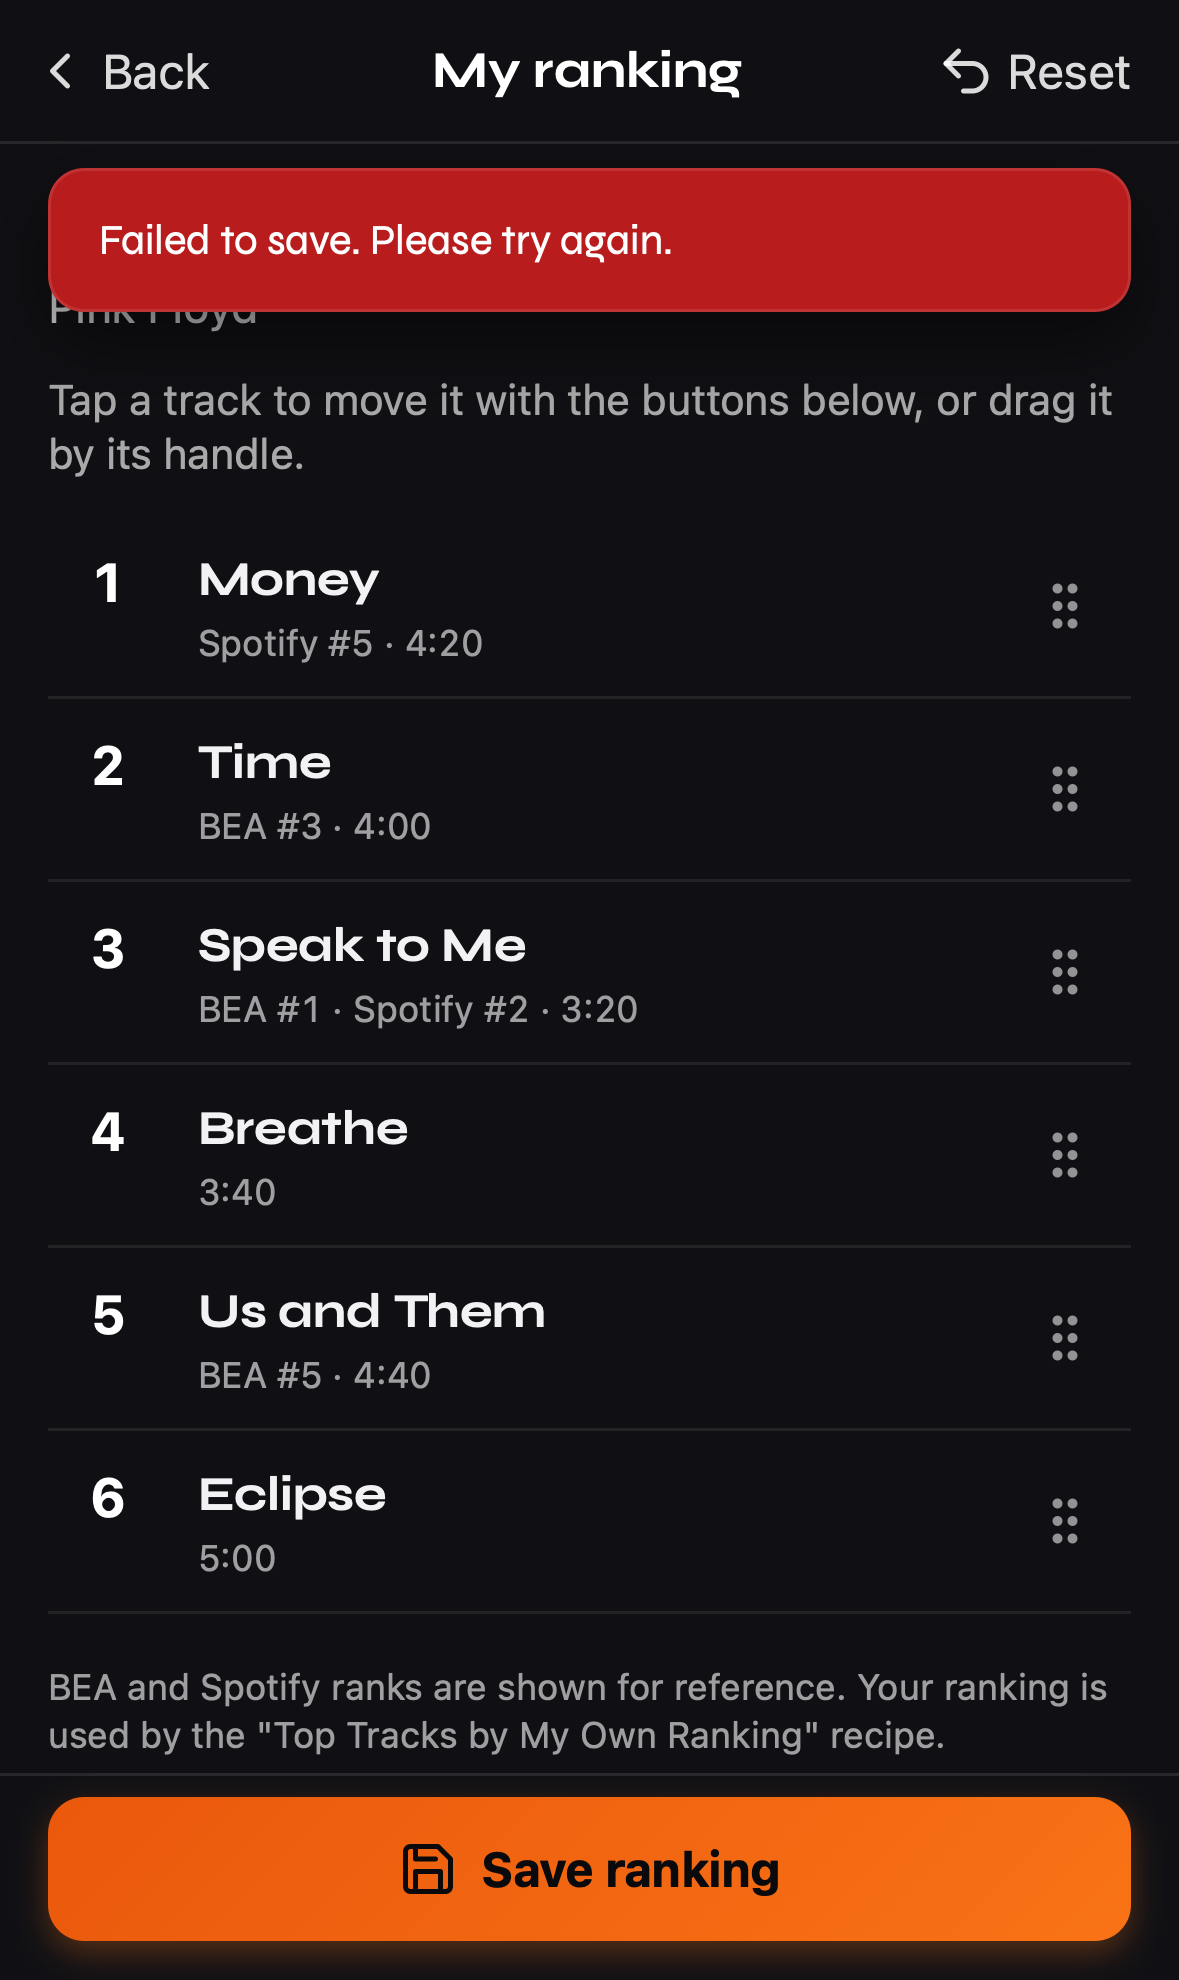 Back
My ranking
Reset
Failed to save. Please try again.
Pink Floyd
Tap a track to move it with the buttons below, or drag it
by its handle.
1
Money
Spotify #5 · 4:20
2
Time
BEA #3 · 4:00
3
Speak to Me
BEA #1 · Spotify #2 · 3:20
4
Breathe
3:40
5
Us and Them
BEA #5 · 4:40
6
Eclipse
5:00
BEA and Spotify ranks are shown for reference. Your ranking is
used by the "Top Tracks by My Own Ranking" recipe.
Save ranking